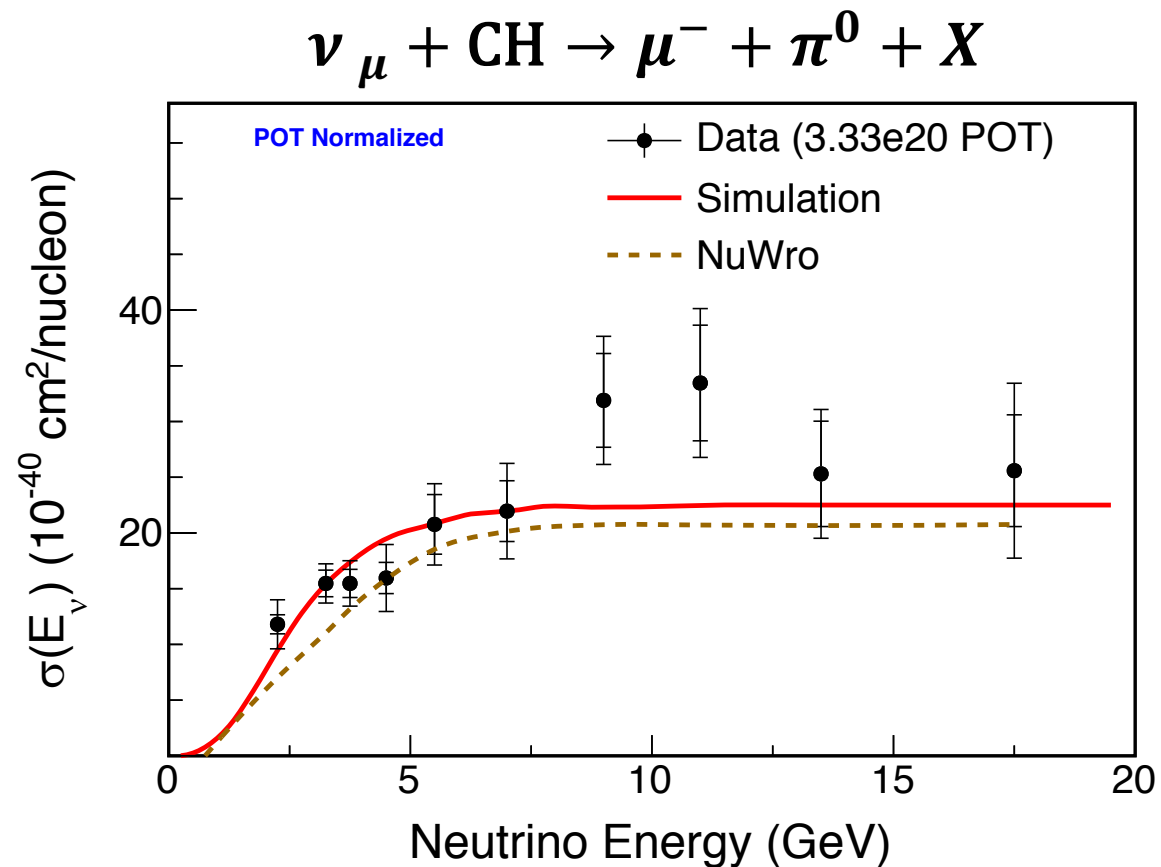 ν μ + CH → μ⁻ + π⁰ + X
POT Normalized
Data (3.33e20 POT)
Simulation
NuWro
σ(Eν) (10⁻⁴⁰ cm²/nucleon)
40
20
0 5 10 15 20
Neutrino Energy (GeV)